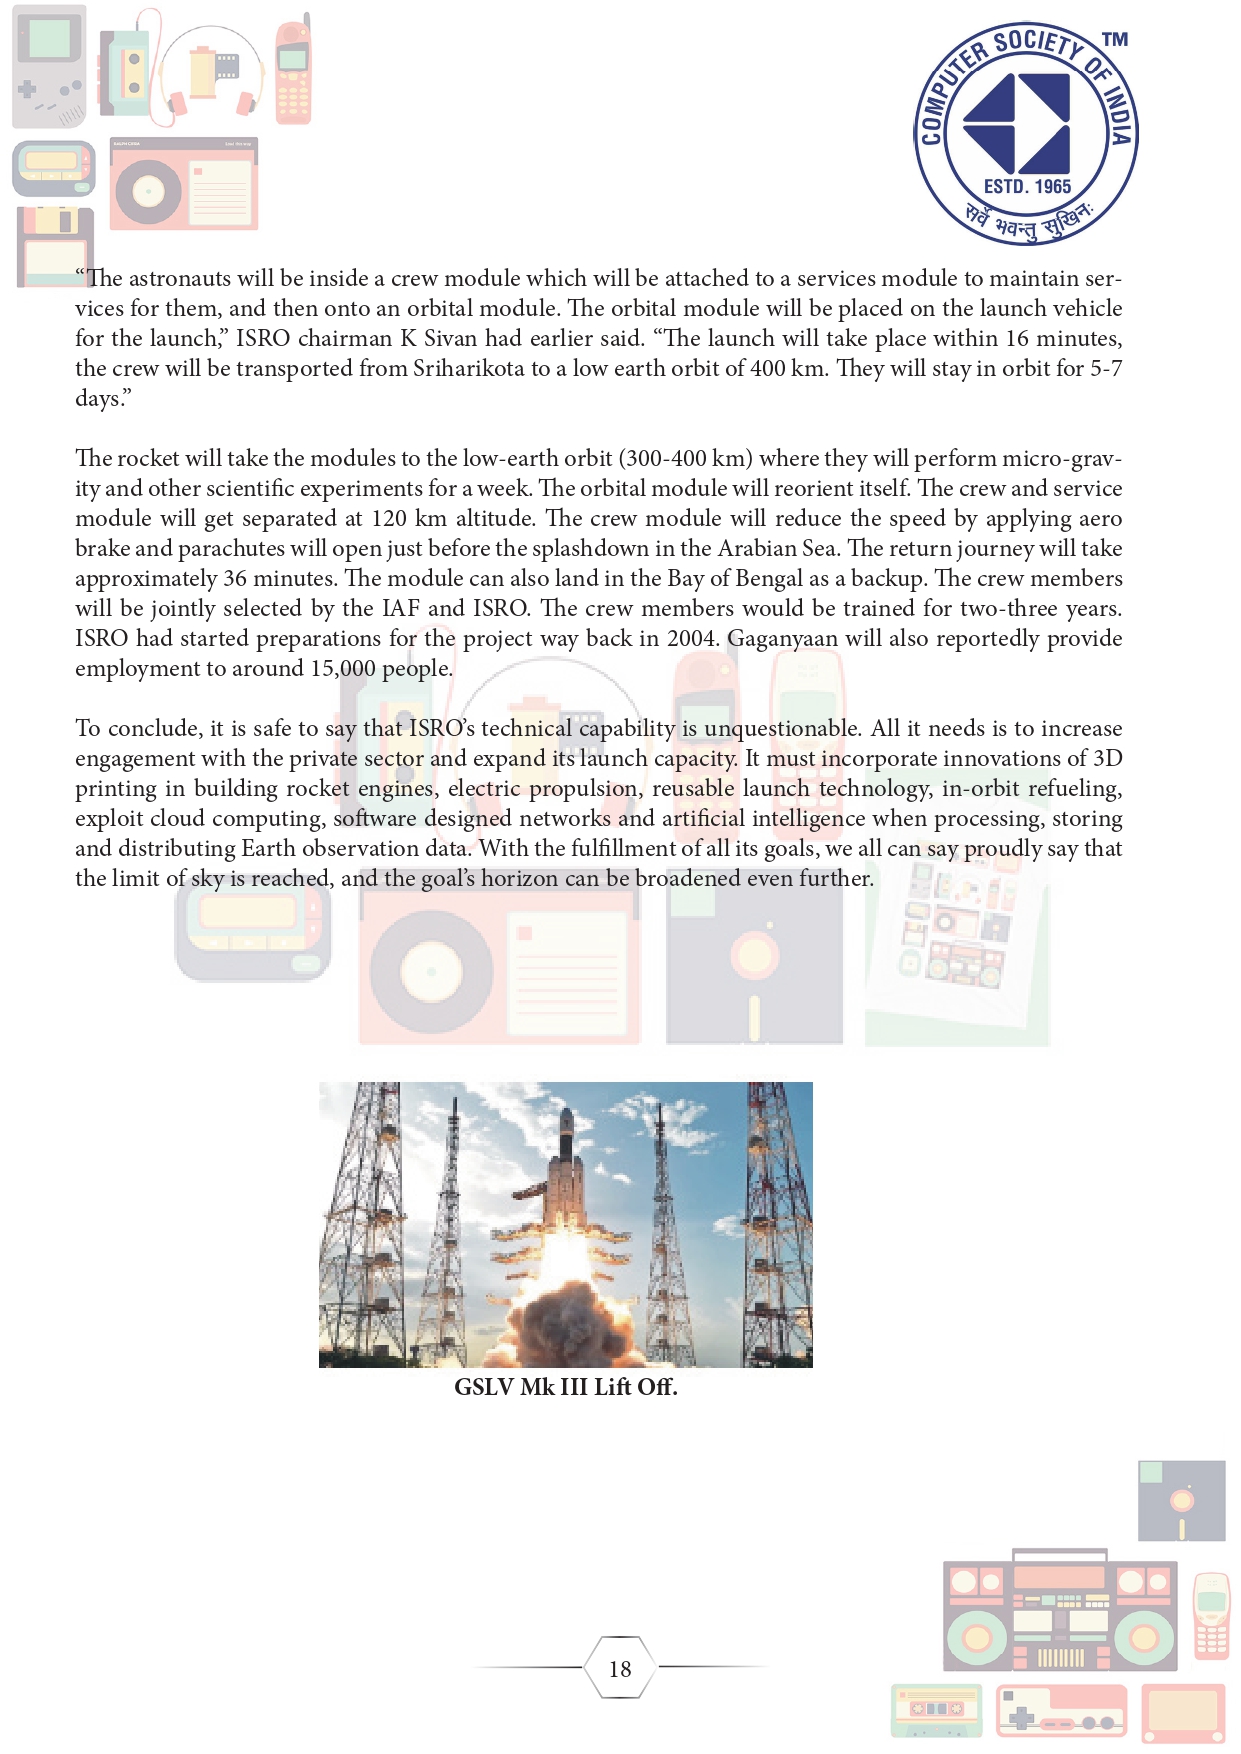 COMPUTER SOCIETY OF INDIA
TM
ESTD. 1965
सर्वे भवन्तु सुखिनः
“The astronauts will be inside a crew module which will be attached to a services module to maintain ser-
vices for them, and then onto an orbital module. The orbital module will be placed on the launch vehicle
for the launch,” ISRO chairman K Sivan had earlier said. “The launch will take place within 16 minutes,
the crew will be transported from Sriharikota to a low earth orbit of 400 km. They will stay in orbit for 5-7
days.”
The rocket will take the modules to the low-earth orbit (300-400 km) where they will perform micro-grav-
ity and other scientific experiments for a week. The orbital module will reorient itself. The crew and service
module will get separated at 120 km altitude. The crew module will reduce the speed by applying aero
brake and parachutes will open just before the splashdown in the Arabian Sea. The return journey will take
approximately 36 minutes. The module can also land in the Bay of Bengal as a backup. The crew members
will be jointly selected by the IAF and ISRO. The crew members would be trained for two-three years.
ISRO had started preparations for the project way back in 2004. Gaganyaan will also reportedly provide
employment to around 15,000 people.
To conclude, it is safe to say that ISRO’s technical capability is unquestionable. All it needs is to increase
engagement with the private sector and expand its launch capacity. It must incorporate innovations of 3D
printing in building rocket engines, electric propulsion, reusable launch technology, in-orbit refueling,
exploit cloud computing, software designed networks and artificial intelligence when processing, storing
and distributing Earth observation data. With the fulfillment of all its goals, we all can say proudly say that
the limit of sky is reached, and the goal’s horizon can be broadened even further.
GSLV Mk III Lift Off.
18